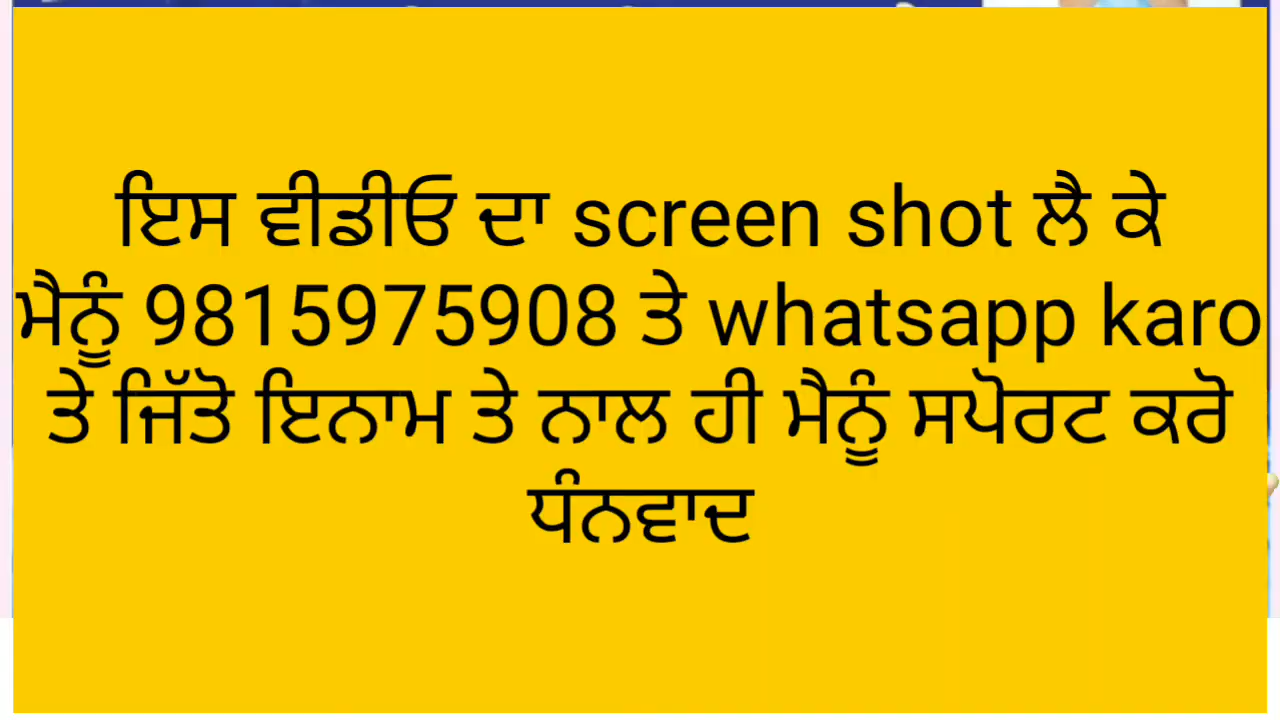 ਇਸ ਵੀਡੀਓ ਦਾ screen shot ਲੈ ਕੇ
ਮੈਨੂੰ 9815975908 ਤੇ whatsapp karo
ਤੇ ਜਿੱਤੋ ਇਨਾਮ ਤੇ ਨਾਲ ਹੀ ਮੈਨੂੰ ਸਪੋਰਟ ਕਰੋ
ਧੰਨਵਾਦ